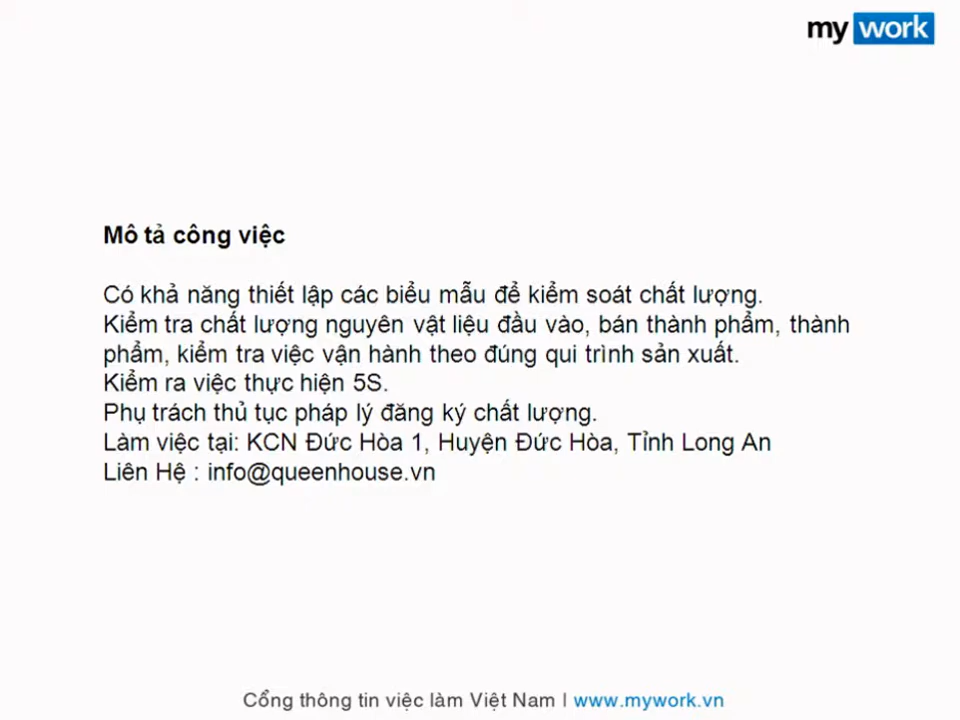 my work
Mô tả công việc
Có khả năng thiết lập các biểu mẫu để kiểm soát chất lượng.
Kiểm tra chất lượng nguyên vật liệu đầu vào, bán thành phẩm, thành
phẩm, kiểm tra việc vận hành theo đúng qui trình sản xuất.
Kiểm ra việc thực hiện 5S.
Phụ trách thủ tục pháp lý đăng ký chất lượng.
Làm việc tại: KCN Đức Hòa 1, Huyện Đức Hòa, Tỉnh Long An
Liên Hệ : info@queenhouse.vn
Cổng thông tin việc làm Việt Nam | www.mywork.vn